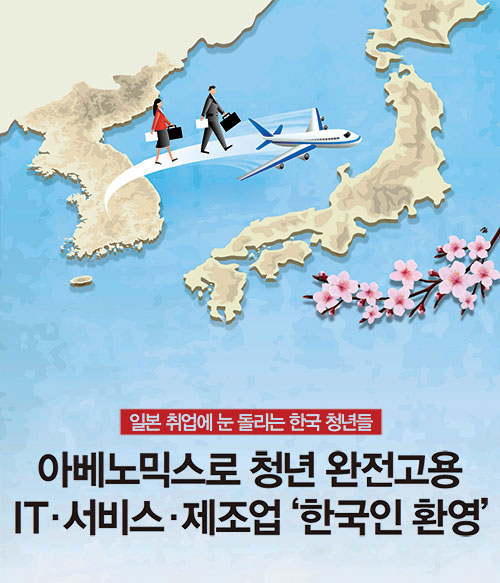 일본 취업에 눈 돌리는 한국 청년들
아베노믹스로 청년 완전고용
IT·서비스·제조업 ‘한국인 환영’